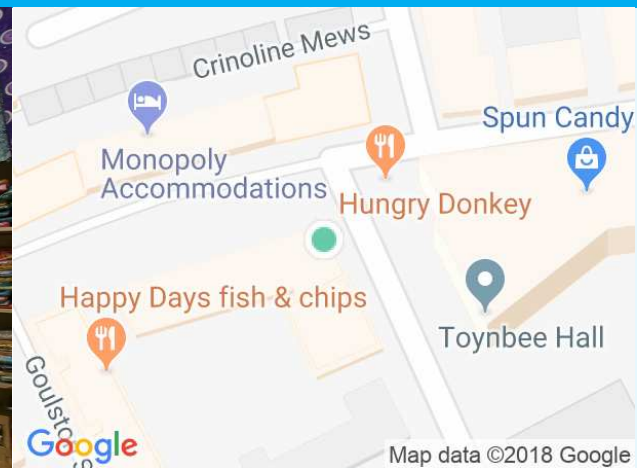 Crinoline Mews
Spun Candy
Monopoly
Accommodations
Hungry Donkey
Happy Days fish & chips
Toynbee Hall
Google
Map data ©2018 Google